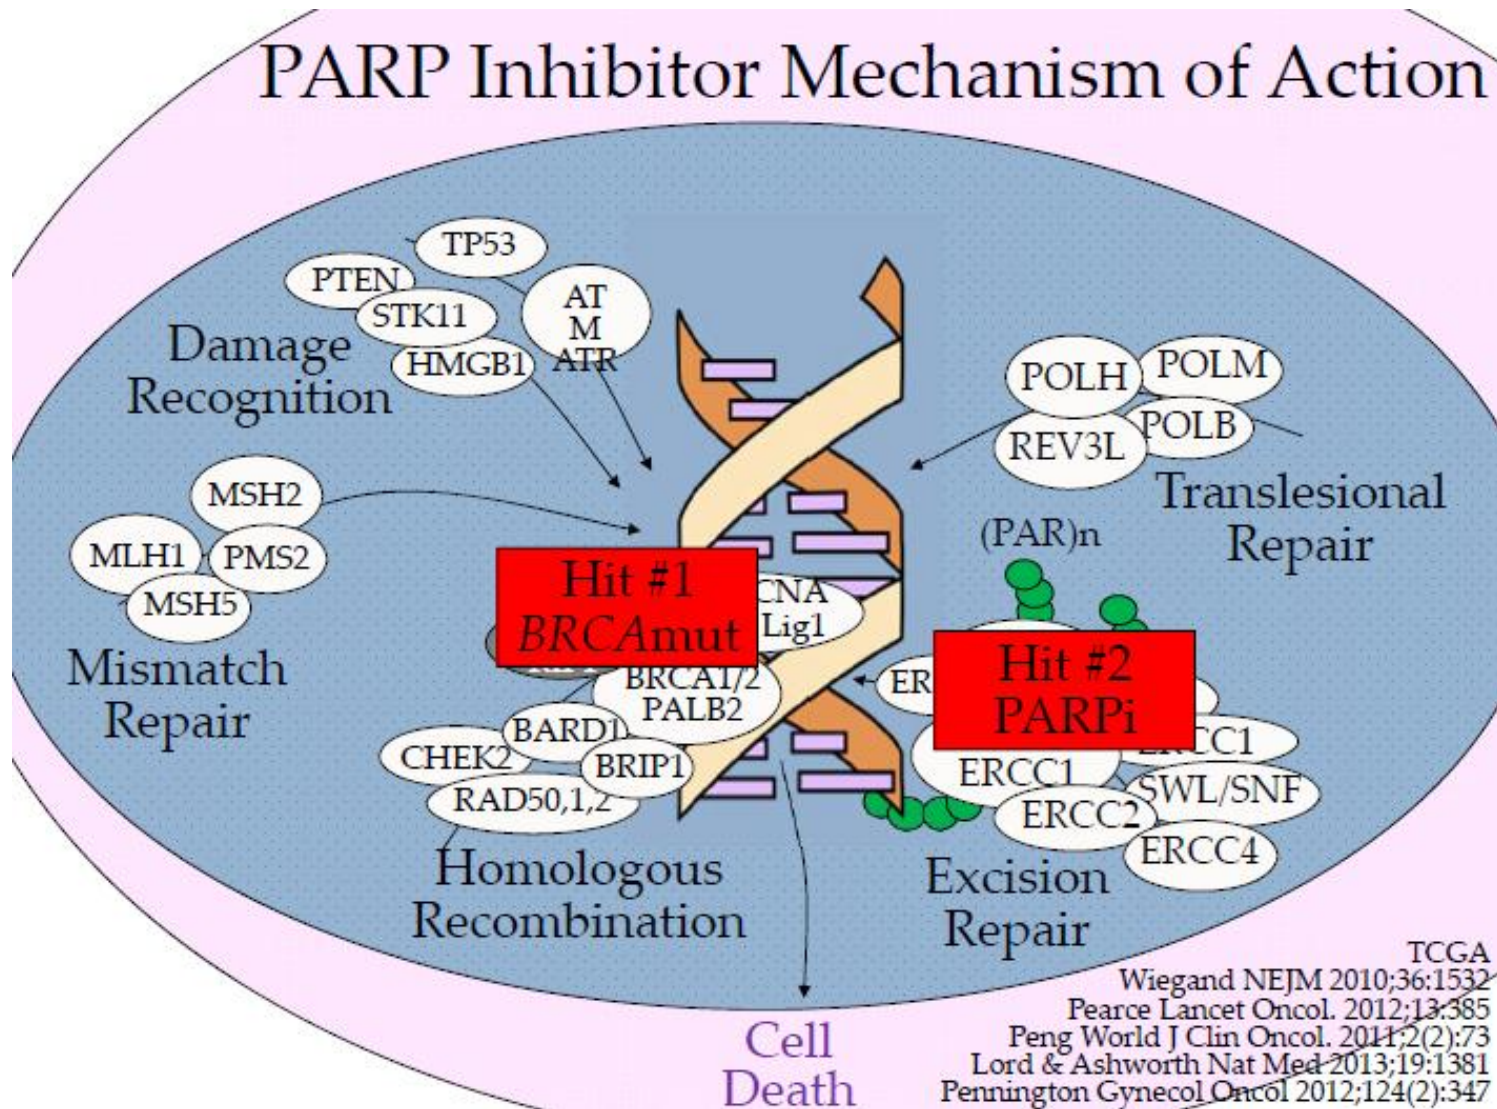 PARP Inhibitor Mechanism of Action
TP53
PTEN
STK11
HMGB1
AT
M
ATR
Damage
Recognition
MSH2
MLH1
PMS2
MSH5
Mismatch
Repair
POLH
POLM
REV3L
POLB
Translesional
Repair
(PAR)n
Hit #1
BRCAmut
CNA
Lig1
BRCA1/2
PALB2
BARD1
CHEK2
BRIP1
RAD50,1,2
Homologous
Recombination
Hit #2
PARPi
ER
ERCC1
ERCC1
SWL/SNF
ERCC2
ERCC4
Excision
Repair
Cell
Death
TCGA
Wiegand NEJM 2010;36:1532
Pearce Lancet Oncol. 2012;13:385
Peng World J Clin Oncol. 2011;2(2):73
Lord & Ashworth Nat Med 2013;19:1381
Pennington Gynecol Oncol 2012;124(2):347